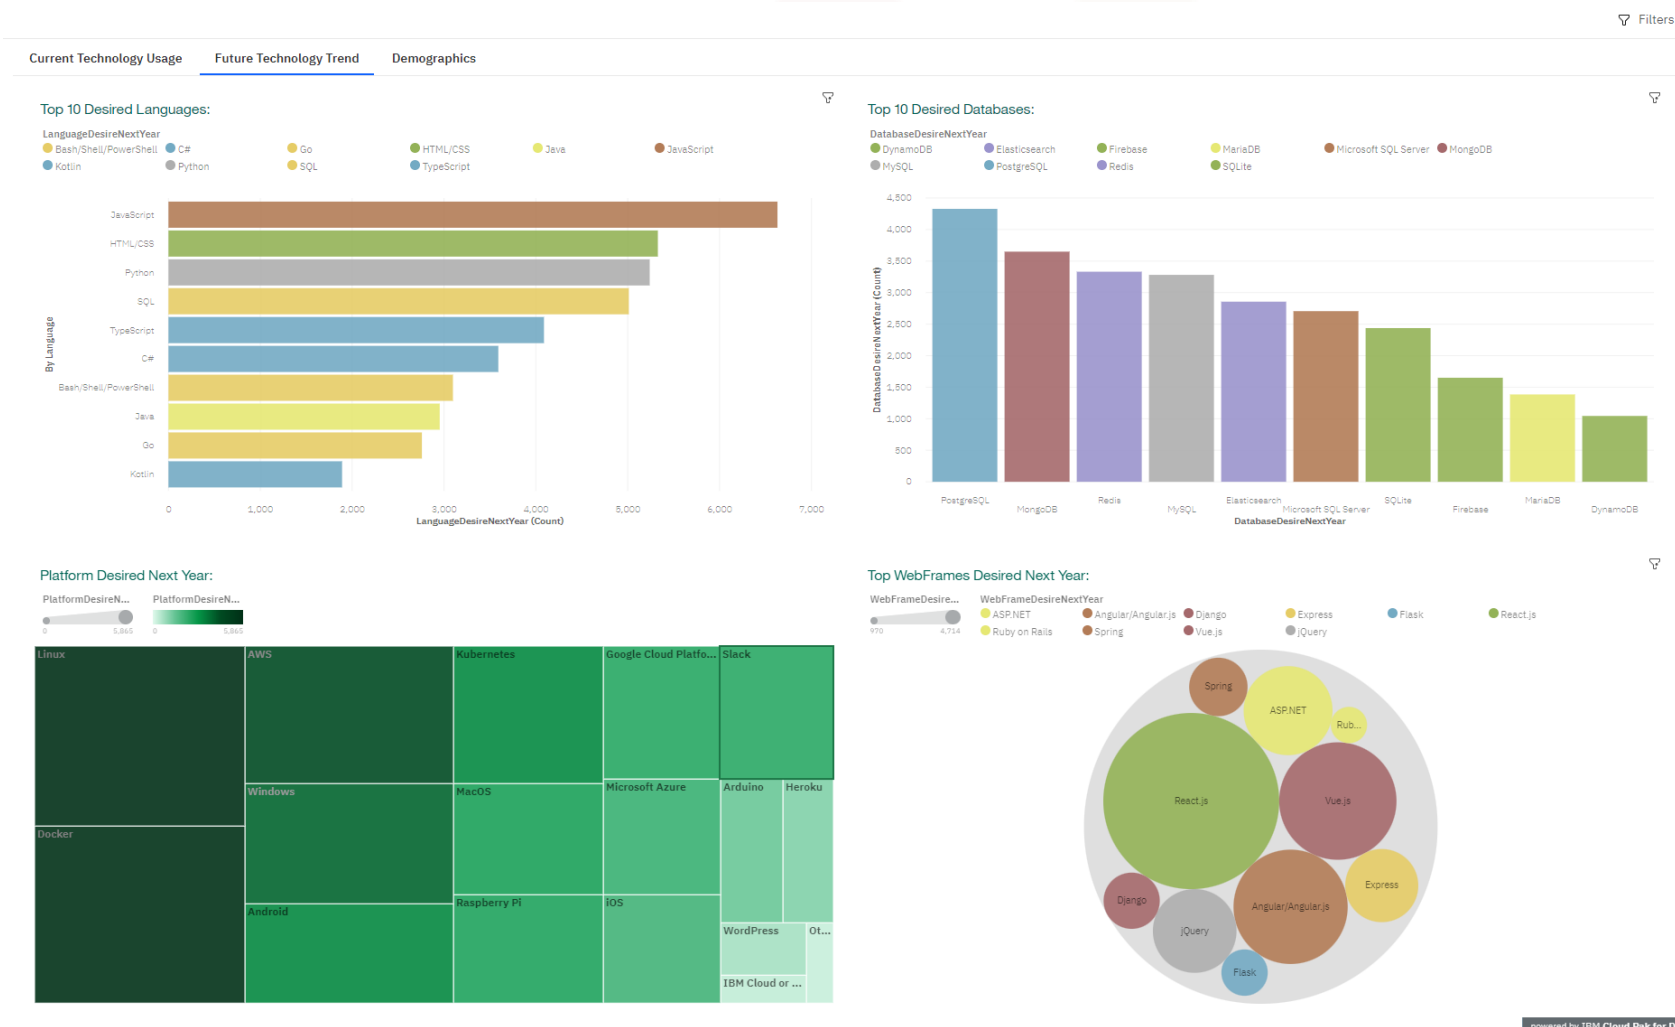 Filters
Current Technology Usage Future Technology Trend Demographics
Top 10 Desired Languages:
LanguageDesireNextYear
Bash/Shell/PowerShell C# Go HTML/CSS Java JavaScript
Kotlin Python SQL TypeScript
JavaScript
HTML/CSS
Python
SQL
TypeScript
C#
Bash/Shell/PowerShell
Java
Go
Kotlin
By Language
0 1,000 2,000 3,000 4,000 5,000 6,000 7,000
LanguageDesireNextYear (Count)
Top 10 Desired Databases:
DatabaseDesireNextYear
DynamoDB Elasticsearch Firebase MariaDB Microsoft SQL Server MongoDB
MySQL PostgreSQL Redis SQLite
4,500
4,000
3,500
3,000
2,500
2,000
1,500
1,000
500
0
DatabaseDesireNextYear (Count)
PostgreSQL Redis Elasticsearch SQLite MariaDB
MongoDB MySQL Microsoft SQL Server Firebase DynamoDB
DatabaseDesireNextYear
Platform Desired Next Year:
PlatformDesireN... PlatformDesireN...
0 5,865 0 5,865
Linux AWS Kubernetes Google Cloud Platfo... Slack
Windows MacOS Microsoft Azure Arduino Heroku
Docker
Android Raspberry Pi iOS
WordPress Ot...
IBM Cloud or ...
Top WebFrames Desired Next Year:
WebFrameDesire... WebFrameDesireNextYear
ASP.NET Angular/Angular.js Django Express Flask React.js
970 4,714
Ruby on Rails Spring Vue.js jQuery
Spring
ASP.NET
Rub...
React.js
Vue.js
Express
Django
Angular/Angular.js
jQuery
Flask
powered by IBM Cloud Pak for D